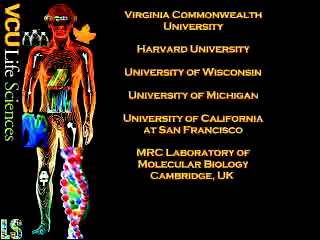 VCU Life Sciences
Virginia Commonwealth
University
Harvard University
University of Wisconsin
University of Michigan
University of California
at San Francisco
MRC Laboratory of
Molecular Biology
Cambridge, UK
LS